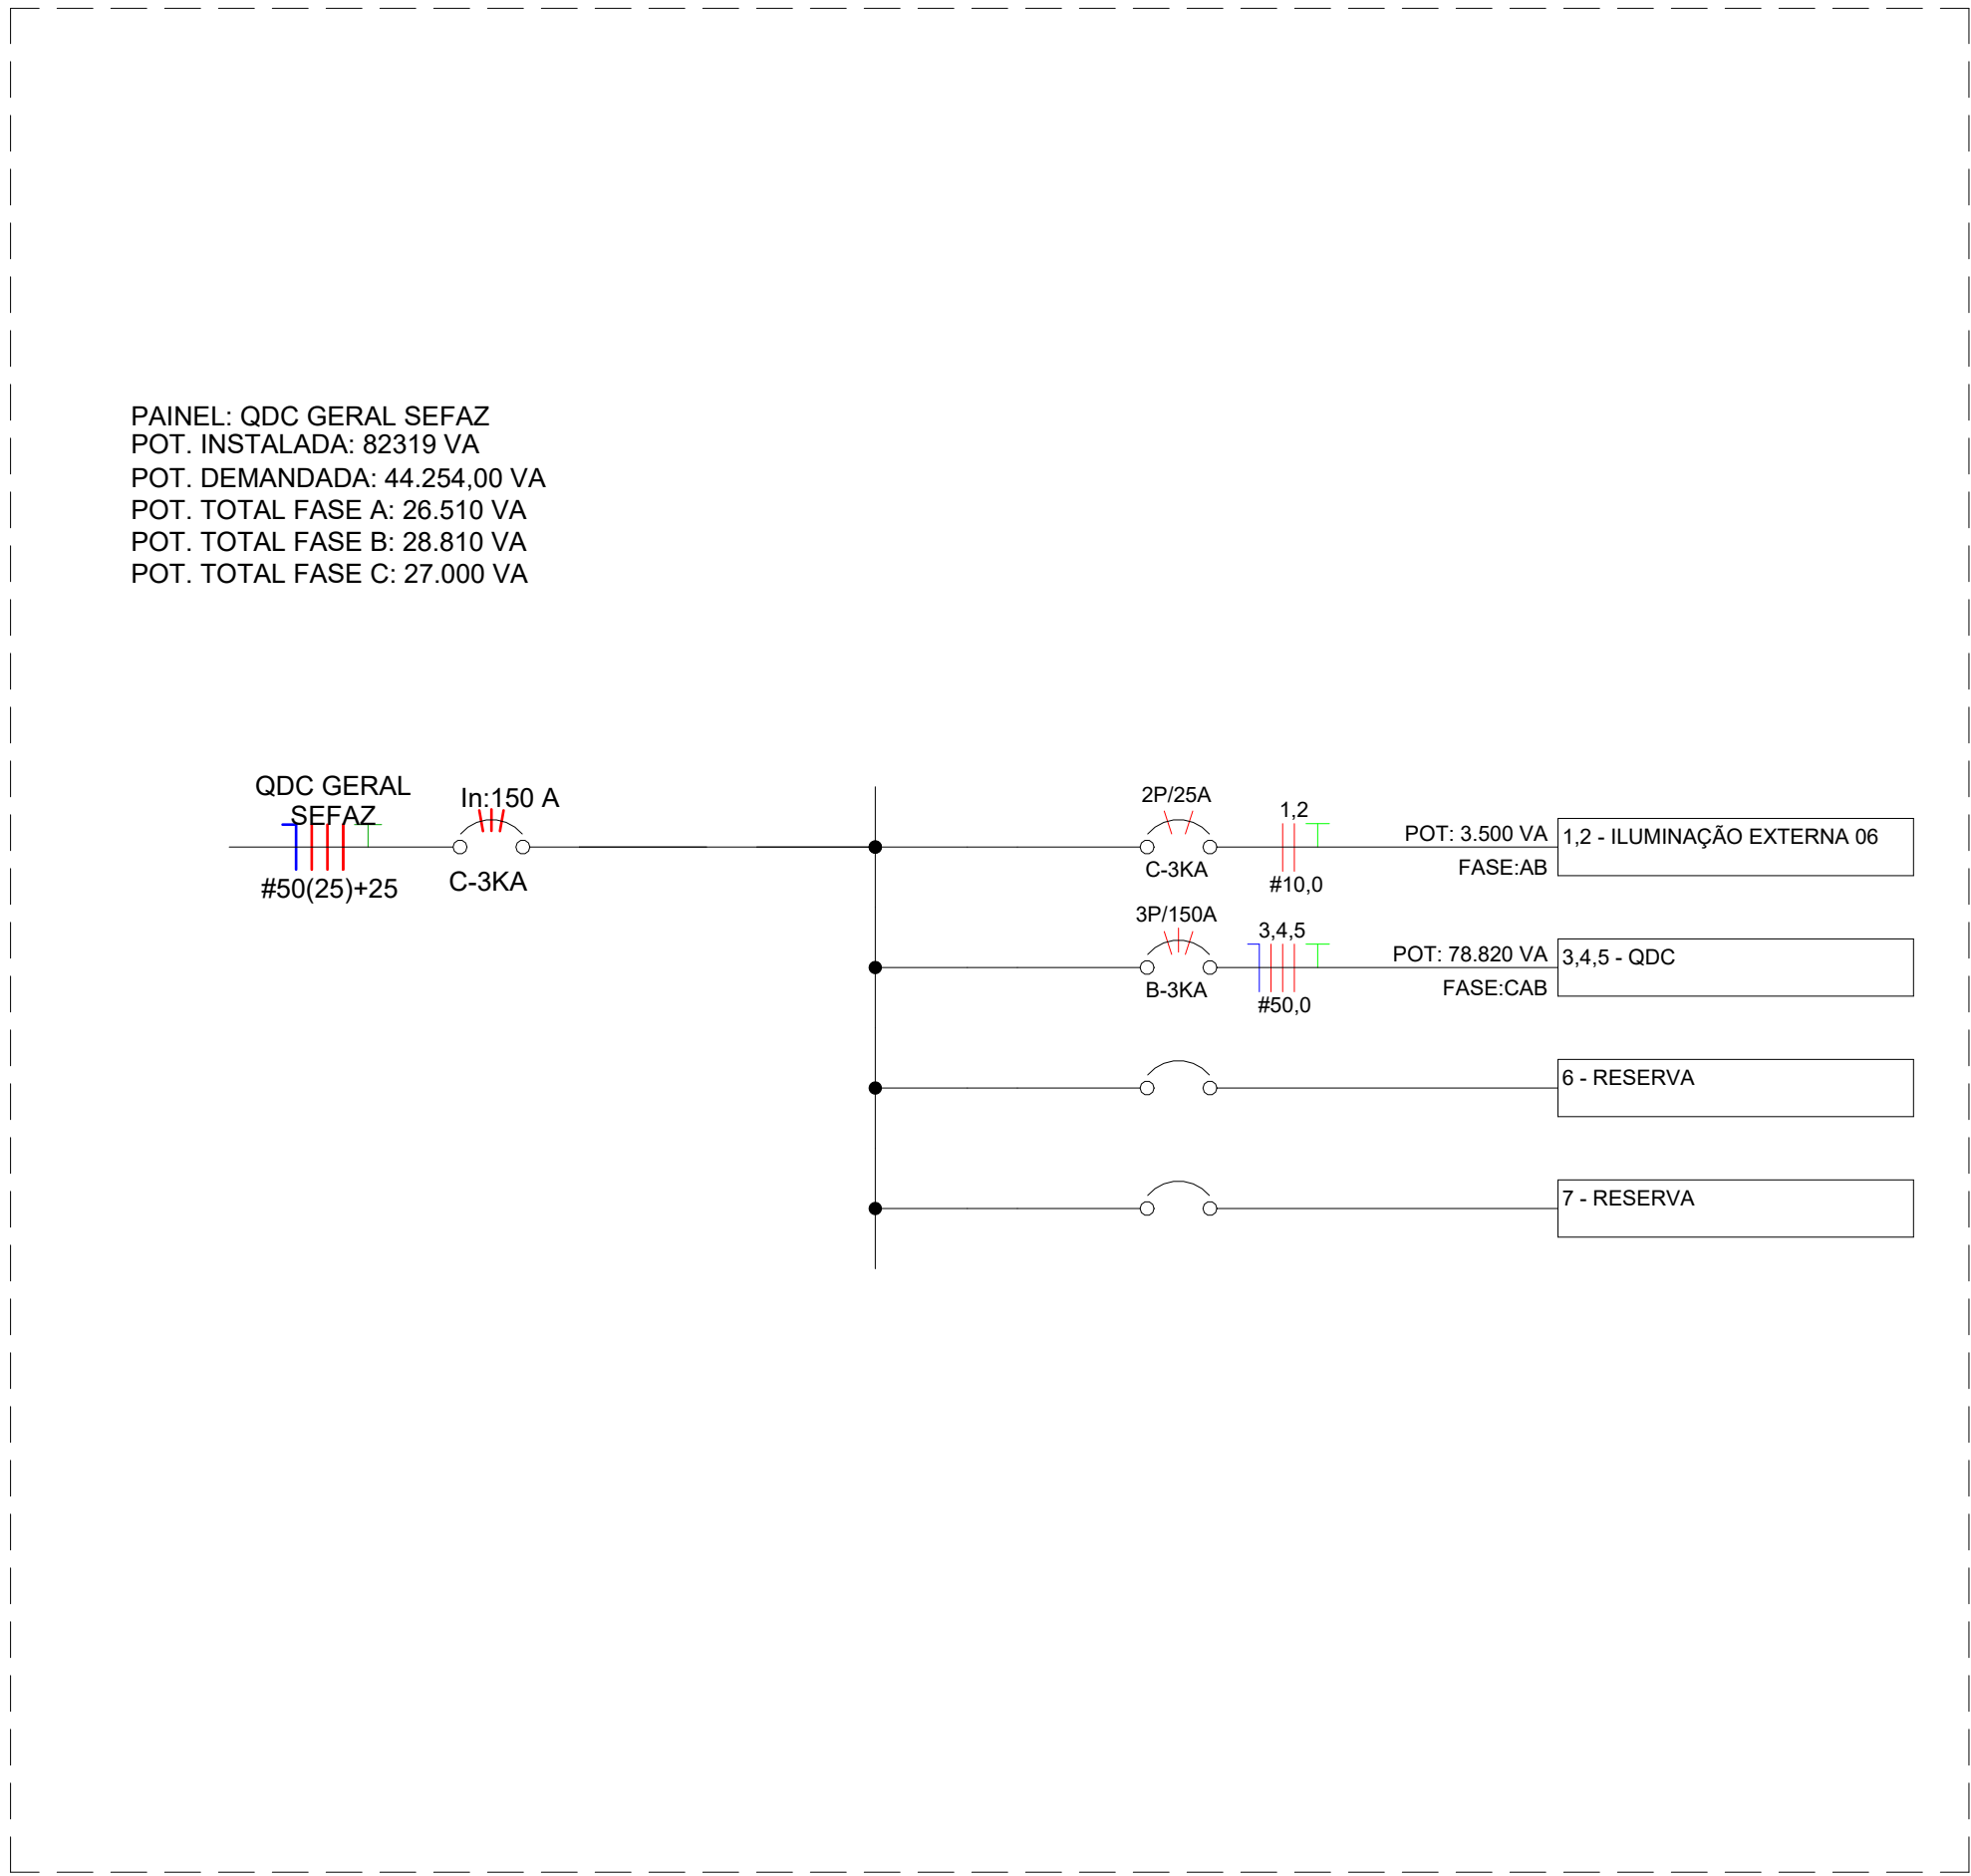 PAINEL: QDC GERAL SEFAZ
POT. INSTALADA: 82319 VA
POT. DEMANDADA: 44.254,00 VA
POT. TOTAL FASE A: 26.510 VA
POT. TOTAL FASE B: 28.810 VA
POT. TOTAL FASE C: 27.000 VA
QDC GERAL
SEFAZ
#50(25)+25
In:150 A
C-3KA
2P/25A
C-3KA
1,2
#10,0
POT: 3.500 VA
FASE:AB
1,2 - ILUMINAÇÃO EXTERNA 06
3P/150A
B-3KA
3,4,5
#50,0
POT: 78.820 VA
FASE:CAB
3,4,5 - QDC
6 - RESERVA
7 - RESERVA